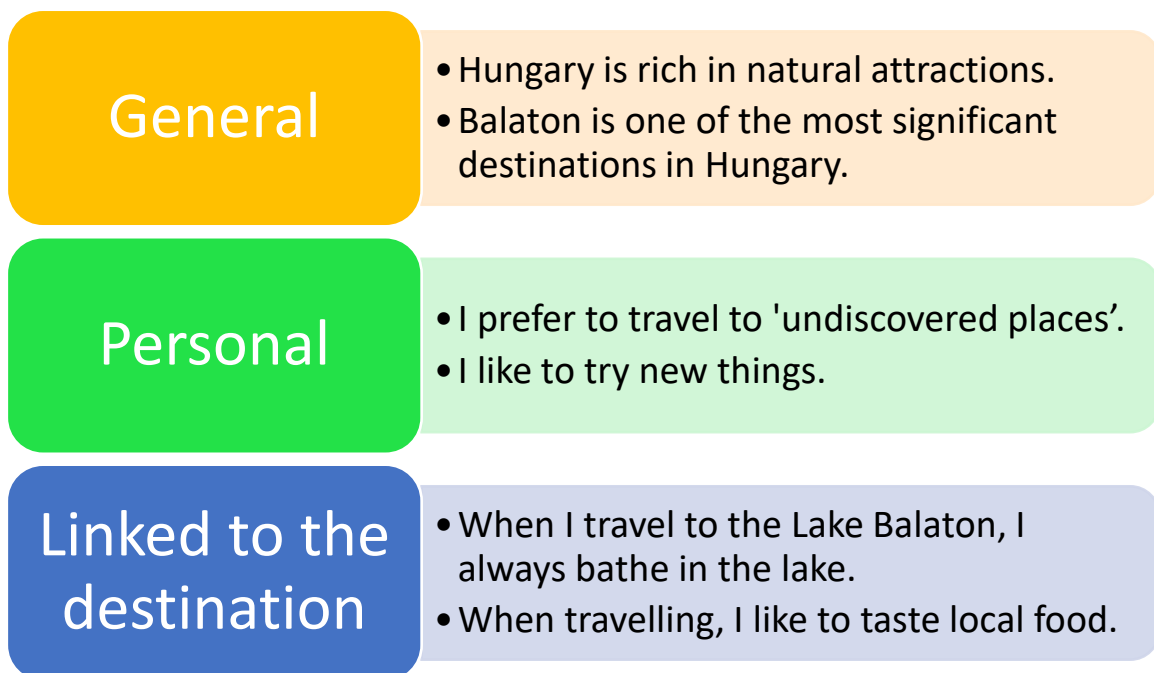 General
• Hungary is rich in natural attractions.
• Balaton is one of the most significant
destinations in Hungary.
Personal
• I prefer to travel to 'undiscovered places’.
• I like to try new things.
Linked to the
destination
• When I travel to the Lake Balaton, I
always bathe in the lake.
• When travelling, I like to taste local food.